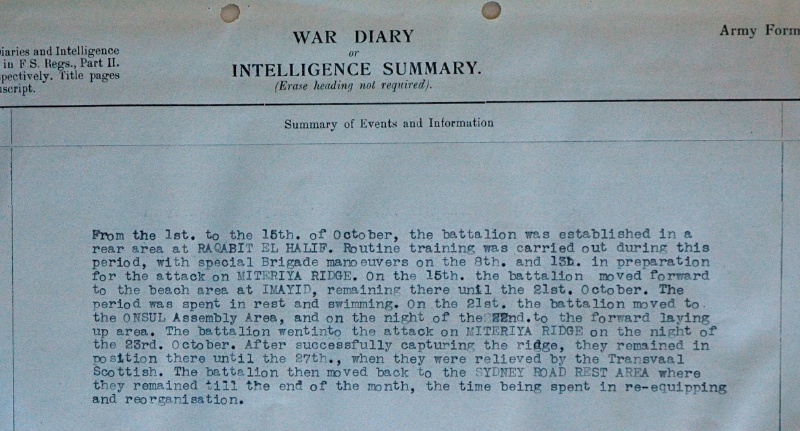 WAR DIARY
or
INTELLIGENCE SUMMARY.
(Erase heading not required).
Army Form
iaries and Intelligence
in F S. Regs., Part II.
pectively. Title pages
script.
Summary of Events and Information
From the 1st. to the 15th. of October, the battalion was established in a
rear area at RAQABIT EL HALIF. Routine training was carried out during this
period, with special Brigade manoeuvers on the 8th. and 13t. in preparation
for the attack on MITERIYA RIDGE. On the 15th. the battalion moved forward
to the beach area at IMAYID, remaining there until the 21st. October. The
period was spent in rest and swimming. On the 21st. the battalion moved to
the ONSUL Assembly Area, and on the night of the 22nd.to the forward laying
up area. The battalion wentinto the attack on MITERIYA RIDGE on the night of
the 23rd. October. After successfully capturing the ridge, they remained in
position there until the 27th., when they were relieved by the Transvaal
Scottish. The battalion then moved back to the SYDNEY ROAD REST AREA where
they remained till the end of the month, the time being spent in re-equipping
and reorganisation.